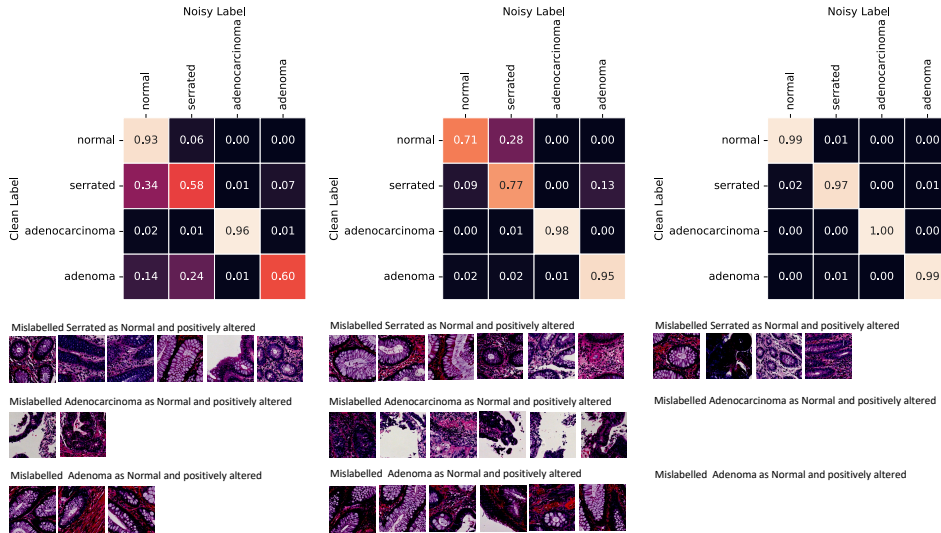 Noisy Label
normal
serrated
adenocarcinoma
adenoma
Clean Label
normal
0.93 0.06 0.00 0.00
serrated
0.34 0.58 0.01 0.07
adenocarcinoma
0.02 0.01 0.96 0.01
adenoma
0.14 0.24 0.01 0.60
Noisy Label
normal
serrated
adenocarcinoma
adenoma
Clean Label
normal
0.71 0.28 0.00 0.00
serrated
0.09 0.77 0.00 0.13
adenocarcinoma
0.00 0.01 0.98 0.00
adenoma
0.02 0.02 0.01 0.95
Noisy Label
normal
serrated
adenocarcinoma
adenoma
Clean Label
normal
0.99 0.01 0.00 0.00
serrated
0.02 0.97 0.00 0.01
adenocarcinoma
0.00 0.00 1.00 0.00
adenoma
0.00 0.01 0.00 0.99
Mislabelled Serrated as Normal and positively altered
Mislabelled Serrated as Normal and positively altered
Mislabelled Serrated as Normal and positively altered
Mislabelled Adenocarcinoma as Normal and positively altered
Mislabelled Adenocarcinoma as Normal and positively altered
Mislabelled Adenocarcinoma as Normal and positively altered
Mislabelled Adenoma as Normal and positively altered
Mislabelled Adenoma as Normal and positively altered
Mislabelled Adenoma as Normal and positively altered